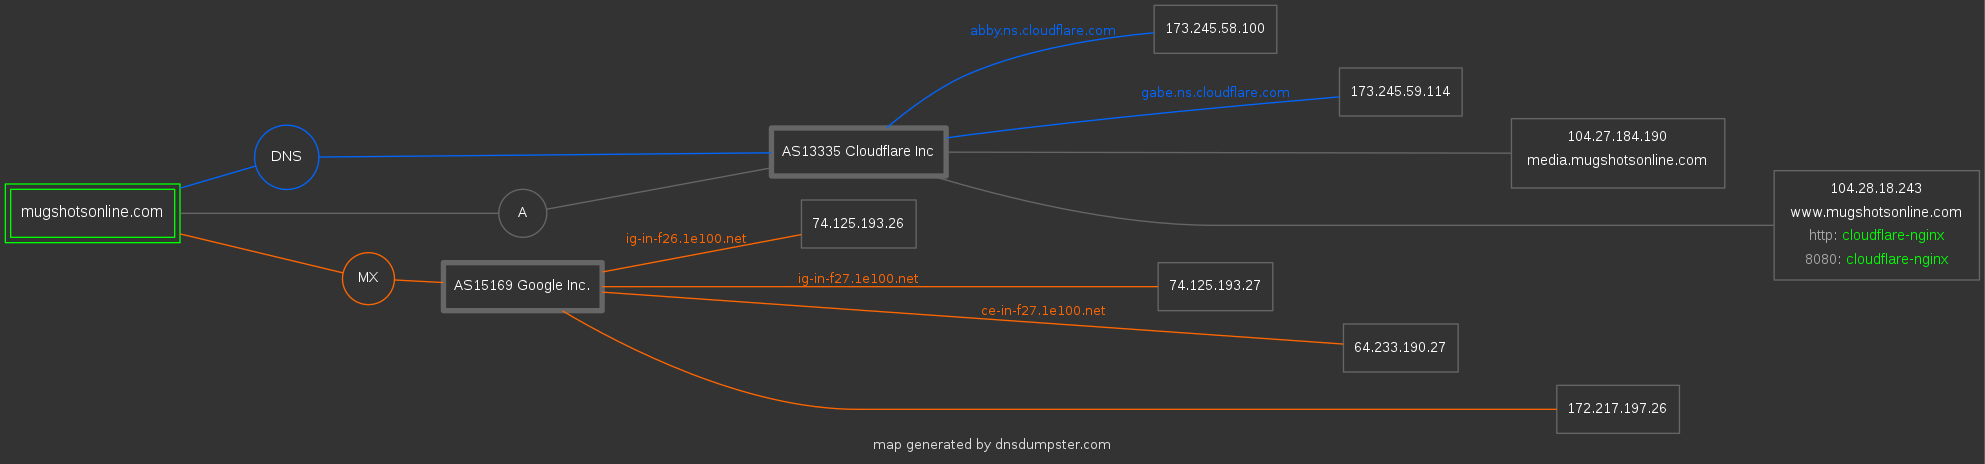 abby.ns.cloudflare.com
173.245.58.100
gabe.ns.cloudflare.com
173.245.59.114
104.27.184.190
media.mugshotsonline.com
DNS
AS13335 Cloudflare Inc
104.28.18.243
www.mugshotsonline.com
http: cloudflare-nginx
8080: cloudflare-nginx
mugshotsonline.com
A
74.125.193.26
ig-in-f26.1e100.net
MX
AS15169 Google Inc.
ig-in-f27.1e100.net
74.125.193.27
ce-in-f27.1e100.net
64.233.190.27
172.217.197.26
map generated by dnsdumpster.com